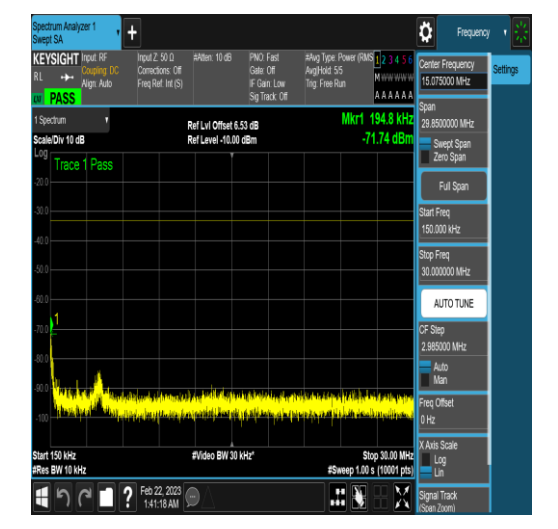 Spectrum Analyzer 1
Swept SA
Frequency
KEYSIGHT
RL
PASS
Input: RF
Coupling: DC
Align: Auto
Input Z: 50 Ω
Corrections: Off
Freq Ref: Int (S)
#Atten: 10 dB
PNO: Fast
Gate: Off
IF Gain: Low
Sig Track: Off
#Avg Type: Power (RMS
Avg|Hold: 5/5
Trig: Free Run
1 2 3 4 5 6
M W W W W W
A A A A A A
1 Spectrum
Scale/Div 10 dB
Ref Lvl Offset 6.53 dB
Ref Level -10.00 dBm
Mkr1 194.8 kHz
-71.74 dBm
Log
Trace 1 Pass
-20.0
-30.0
-40.0
-50.0
-60.0
-70.0
-80.0
-90.0
-100
1
Start 150 kHz
#Res BW 10 kHz
#Video BW 30 kHz*
Stop 30.00 MHz
#Sweep 1.00 s (10001 pts)
Feb 22, 2023
1:41:18 AM
Center Frequency
15.075000 MHz
Settings
Span
29.8500000 MHz
Swept Span
Zero Span
Full Span
Start Freq
150.000 kHz
Stop Freq
30.000000 MHz
AUTO TUNE
CF Step
2.985000 MHz
Auto
Man
Freq Offset
0 Hz
X Axis Scale
Log
Lin
Signal Track
(Span Zoom)